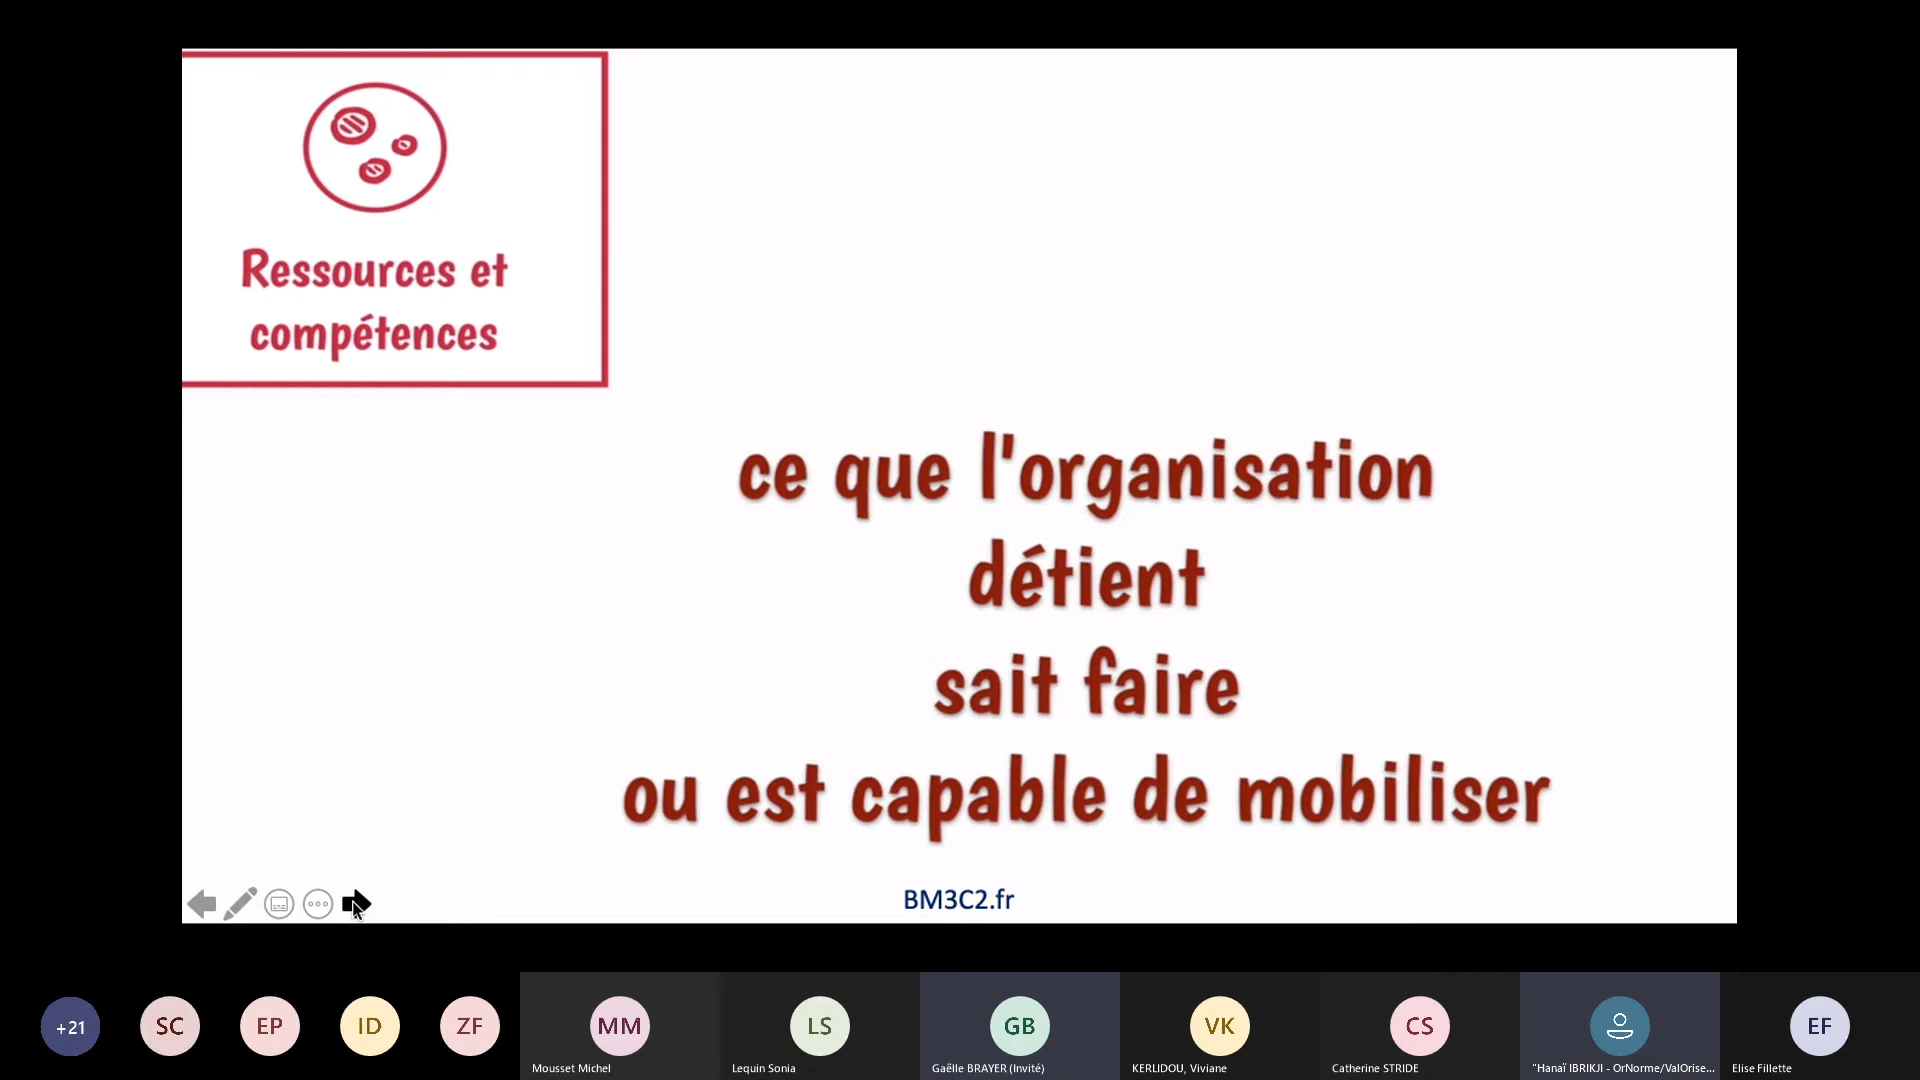 Ressources et
compétences
ce que l'organisation
détient
sait faire
ou est capable de mobiliser
BM3C2.fr
+21
SC
EP
ID
ZF
MM
LS
GB
VK
CS
EF
Mousset Michel
Lequin Sonia
Gaëlle BRAYER (Invité)
KERLIDOU, Viviane
Catherine STRIDE
"Hanaï IBRIKJI - OrNorme/ValOrise...
Elise Fillette